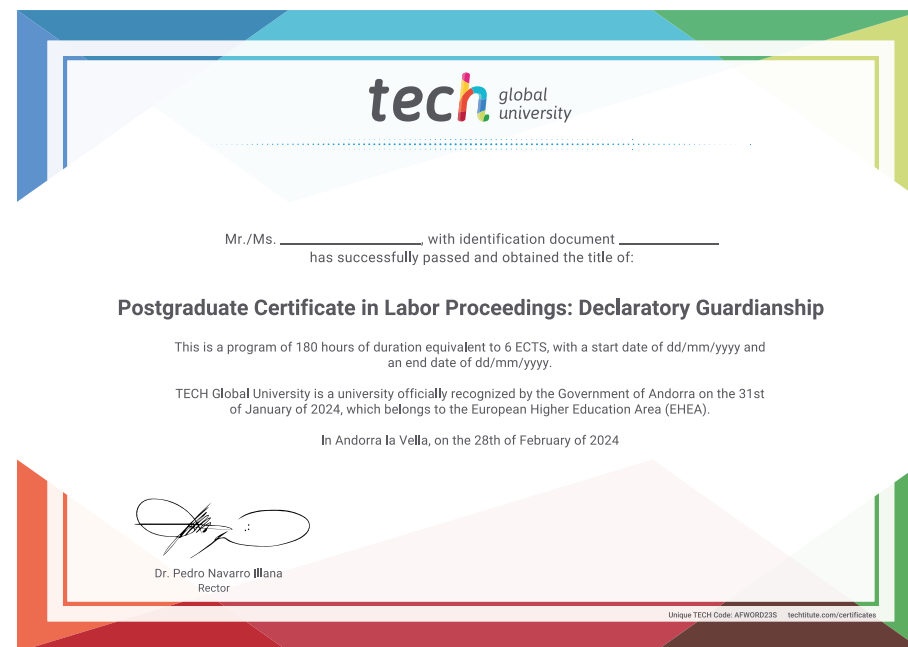 tech global university
Mr./Ms. ____________________, with identification document ______________
has successfully passed and obtained the title of:
Postgraduate Certificate in Labor Proceedings: Declaratory Guardianship
This is a program of 180 hours of duration equivalent to 6 ECTS, with a start date of dd/mm/yyyy and
an end date of dd/mm/yyyy.
TECH Global University is a university officially recognized by the Government of Andorra on the 31st
of January of 2024, which belongs to the European Higher Education Area (EHEA).
In Andorra la Vella, on the 28th of February of 2024
Dr. Pedro Navarro Illana
Rector
Unique TECH Code: AFWORD23S techtitute.com/certificates